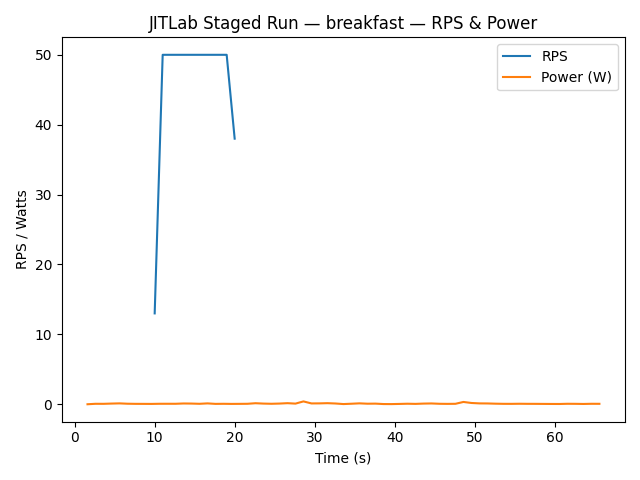 JITLab Staged Run — breakfast — RPS & Power
RPS
Power (W)
RPS / Watts
50
40
30
20
10
0
0 10 20 30 40 50 60
Time (s)